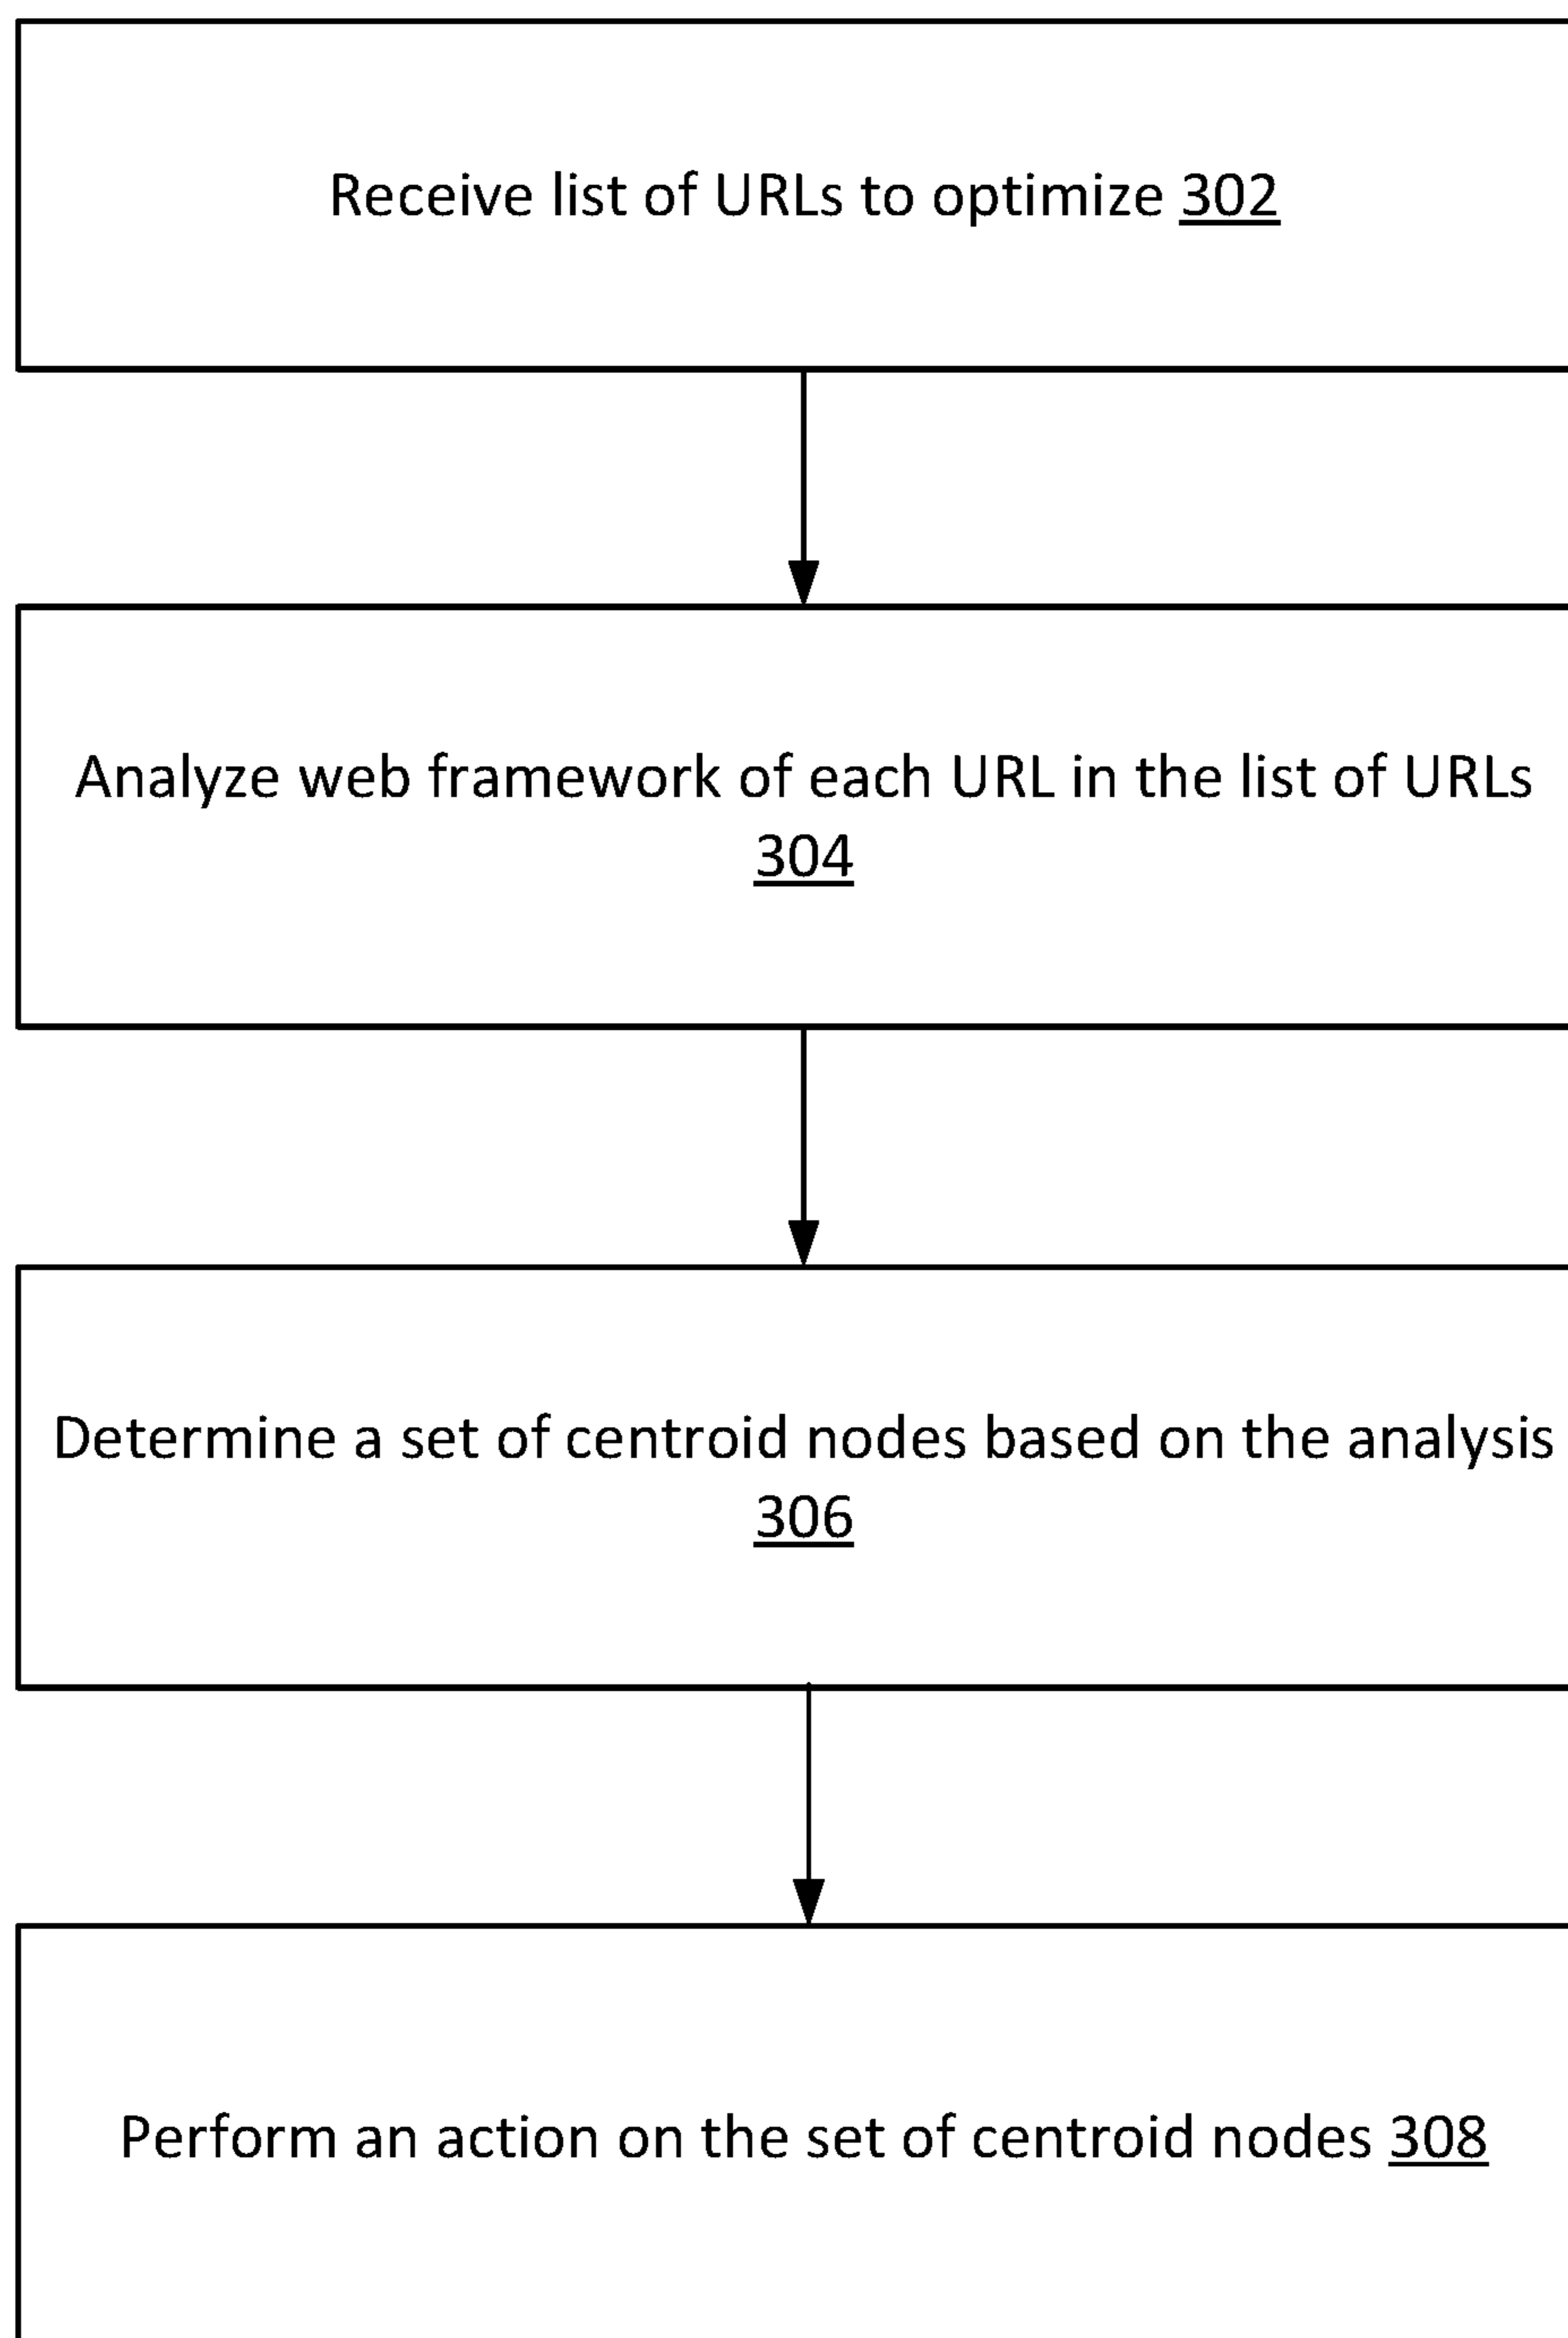 Receive list of URLs to optimize 302
Analyze web framework of each URL in the list of URLs
304
Determine a set of centroid nodes based on the analysis
306
Perform an action on the set of centroid nodes 308